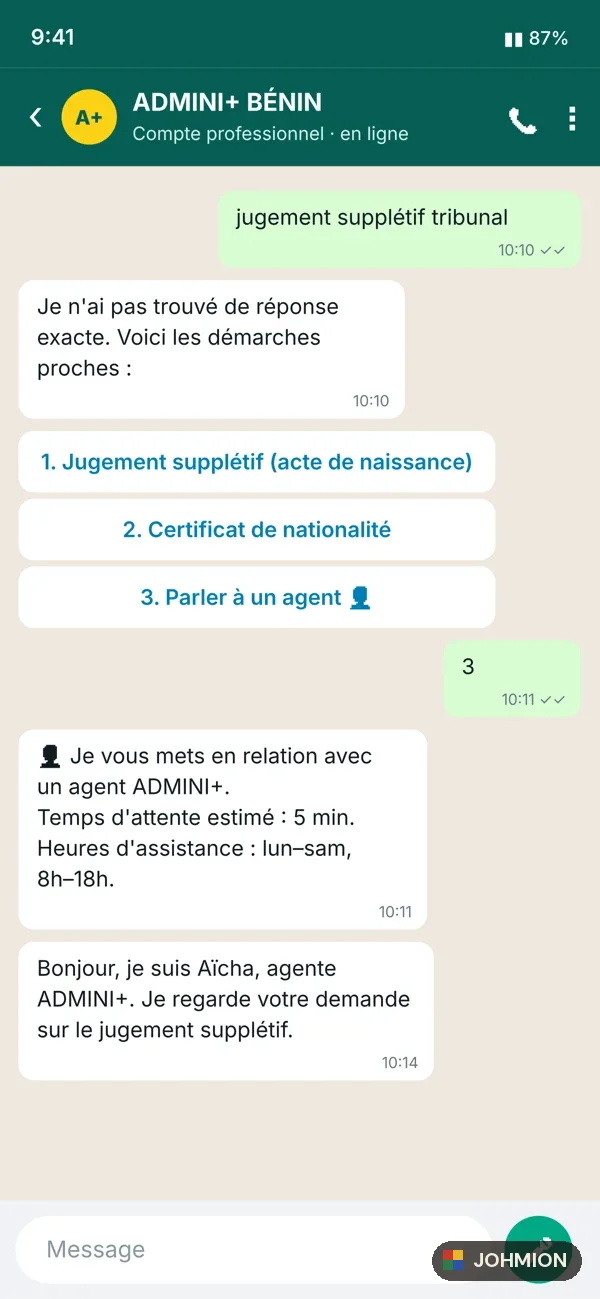 9:41
87%
A+
ADMINI+ BÉNIN
Compte professionnel · en ligne
jugement supplétif tribunal
10:10 ✓✓
Je n'ai pas trouvé de réponse
exacte. Voici les démarches
proches :
10:10
1. Jugement supplétif (acte de naissance)
2. Certificat de nationalité
3. Parler à un agent 👤
3
10:11 ✓✓
👤 Je vous mets en relation avec
un agent ADMINI+.
Temps d'attente estimé : 5 min.
Heures d'assistance : lun–sam,
8h–18h.
10:11
Bonjour, je suis Aïcha, agente
ADMINI+. Je regarde votre demande
sur le jugement supplétif.
10:14
Message
JOHMION